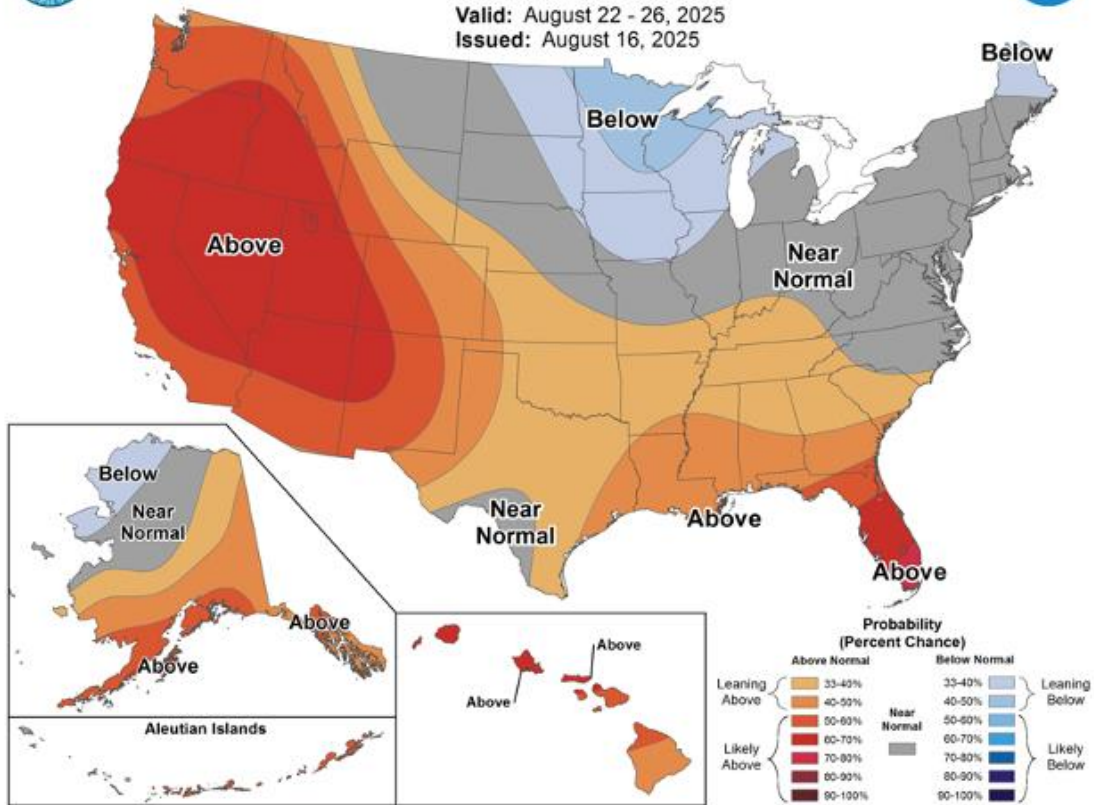 Valid: August 22 - 26, 2025
Issued: August 16, 2025
Below
Below
Above
Near
Normal
Near
Normal
Above
Above
Below
Near
Normal
Above
Above
Aleutian Islands
Above
Above
Probability
(Percent Chance)
Above Normal
Below Normal
Leaning
Above
33-40%
40-50%
33-40%
40-50%
Leaning
Below
Near
Normal
Likely
Above
50-60%
60-70%
70-80%
80-90%
90-100%
50-60%
60-70%
70-80%
80-90%
90-100%
Likely
Below